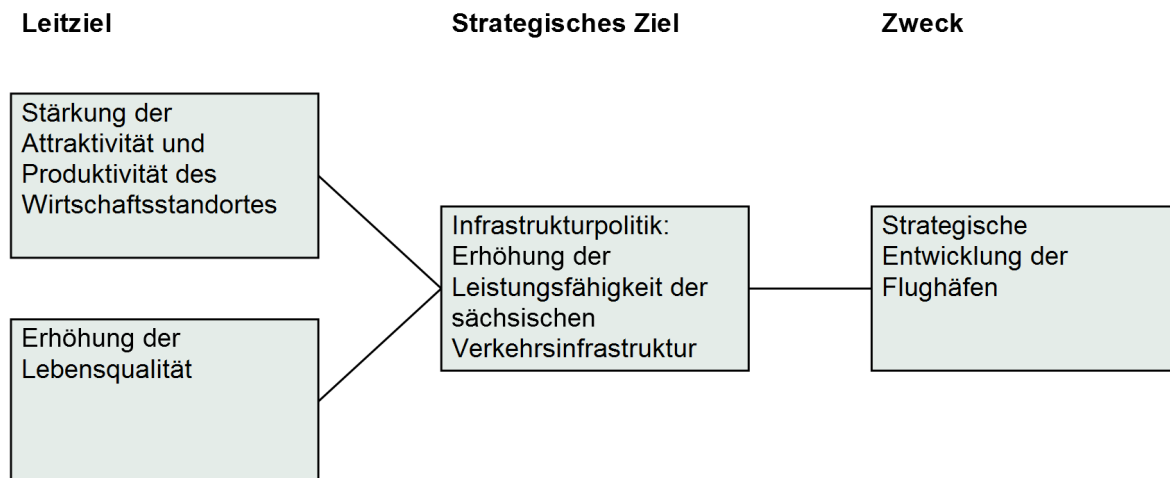 Leitziel
Strategisches Ziel
Zweck
Stärkung der
Attraktivität und
Produktivität des
Wirtschaftsstandortes
Erhöhung der
Lebensqualität
Infrastrukturpolitik:
Erhöhung der
Leistungsfähigkeit der
sächsischen
Verkehrsinfrastruktur
Strategische
Entwicklung der
Flughäfen